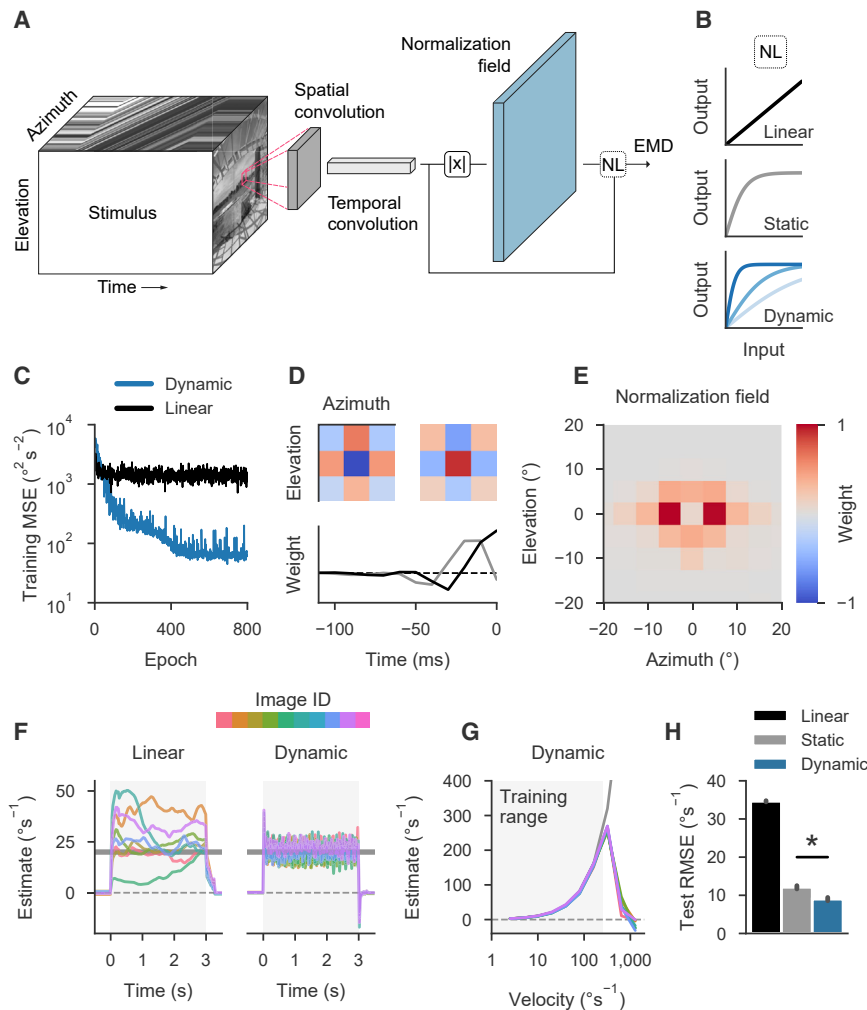 A
Azimuth
Elevation
Stimulus
Time
Spatial
convolution
Temporal
convolution
|x|
Normalization
field
NL
EMD
B
NL
Output
Linear
Output
Static
Output
Dynamic
Input
C
Dynamic
Linear
Training MSE (°² s⁻²)
10⁴
10³
10²
10¹
0
400
800
Epoch
D
Azimuth
Elevation
Weight
−100
−50
0
Time (ms)
E
Normalization field
Elevation (°)
20
10
0
−10
−20
−20
−10
0
10
20
Azimuth (°)
1
Weight
−1
Image ID
F
Linear
Dynamic
Estimate (°s⁻¹)
50
25
0
0
1
2
3
Time (s)
Estimate (°s⁻¹)
0
1
2
3
Time (s)
G
Dynamic
Training
range
Estimate (°s⁻¹)
400
300
200
100
0
1
10
100
1,000
Velocity (°s⁻¹)
H
Linear
Static
Dynamic
Test RMSE (°s⁻¹)
40
30
20
10
0
*